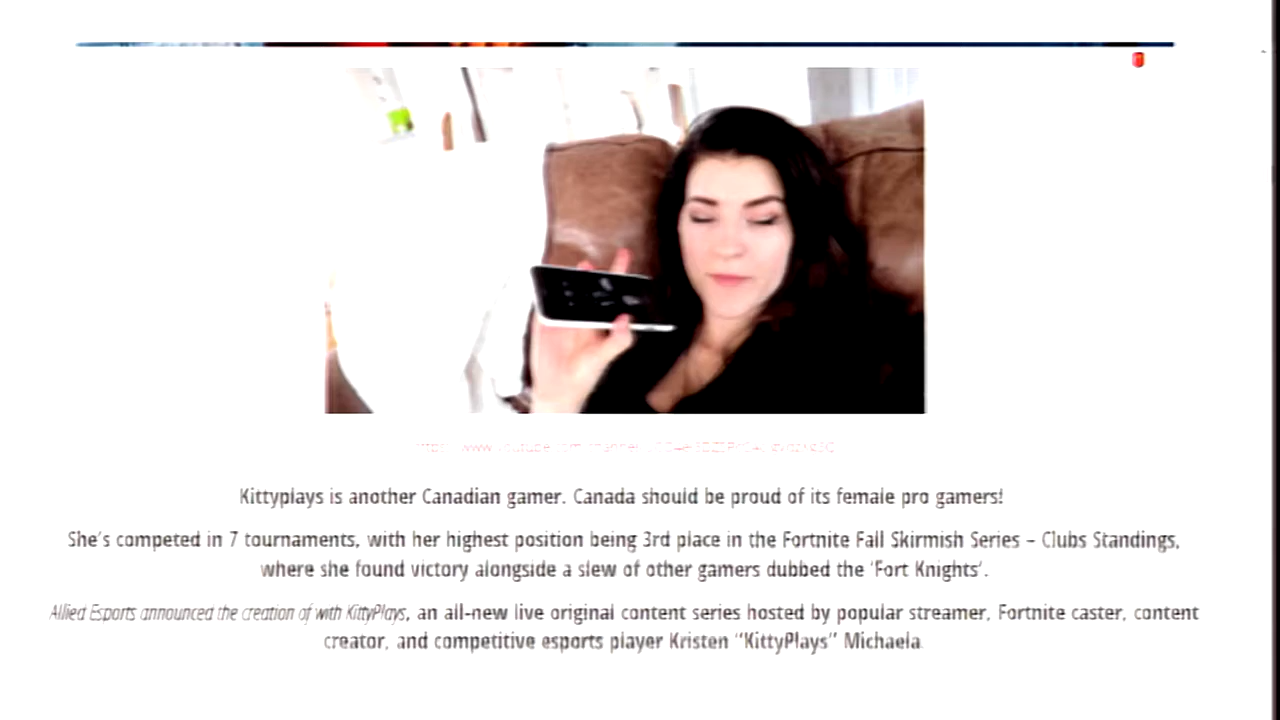 Kittyplays is another Canadian gamer. Canada should be proud of its female pro gamers!
She's competed in 7 tournaments, with her highest position being 3rd place in the Fortnite Fall Skirmish Series – Clubs Standings,
where she found victory alongside a slew of other gamers dubbed the 'Fort Knights'.
Allied Esports announced the creation of with KittyPlays, an all-new live original content series hosted by popular streamer, Fortnite caster, content
creator, and competitive esports player Kristen "KittyPlays" Michaela